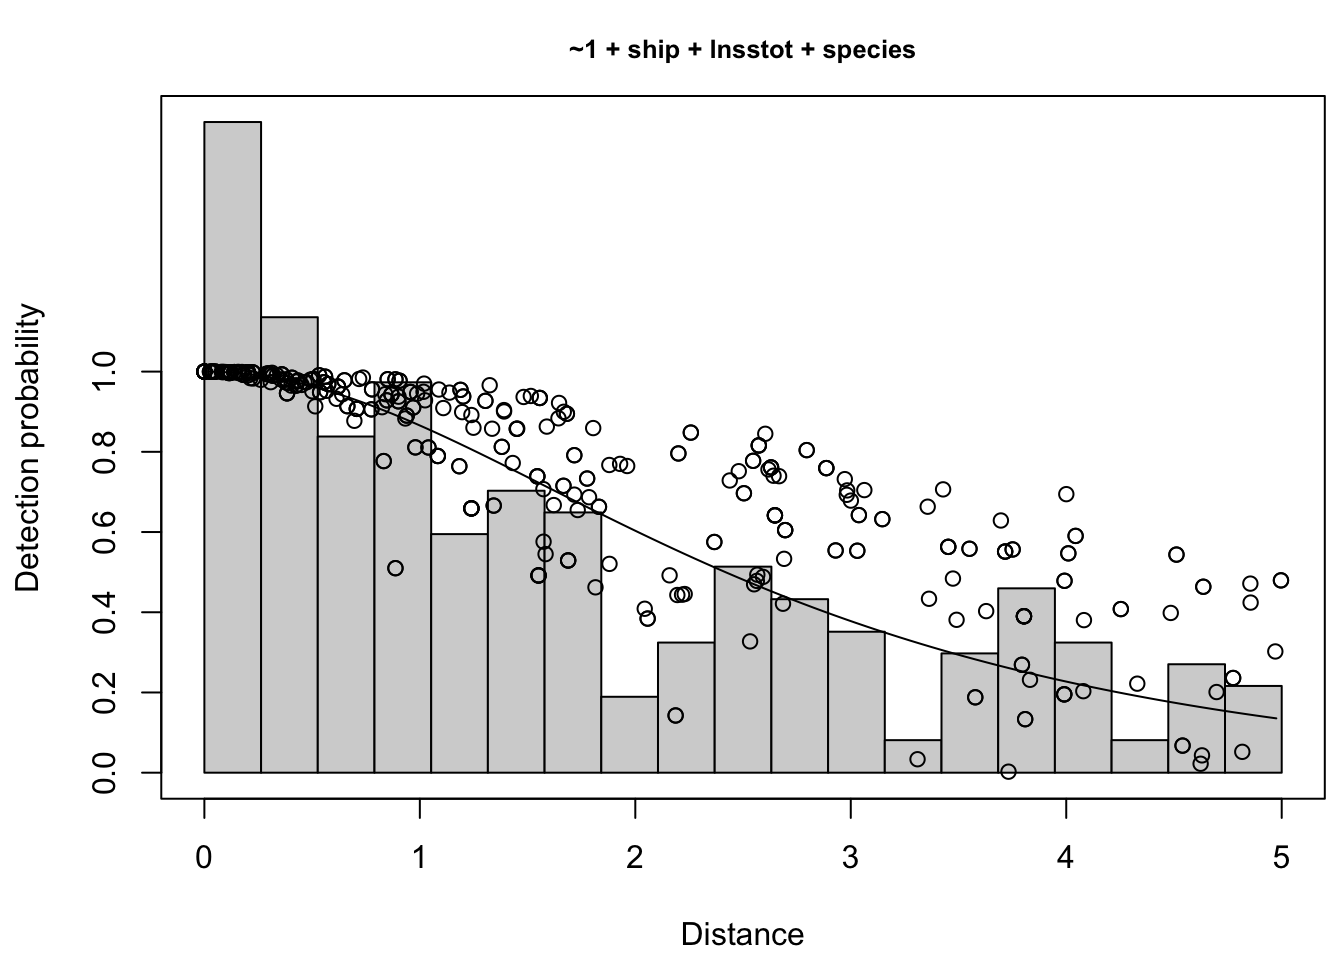 ~1 + ship + lnsstot + species
Detection probability
1.0
0.8
0.6
0.4
0.2
0.0
0 1 2 3 4 5
Distance